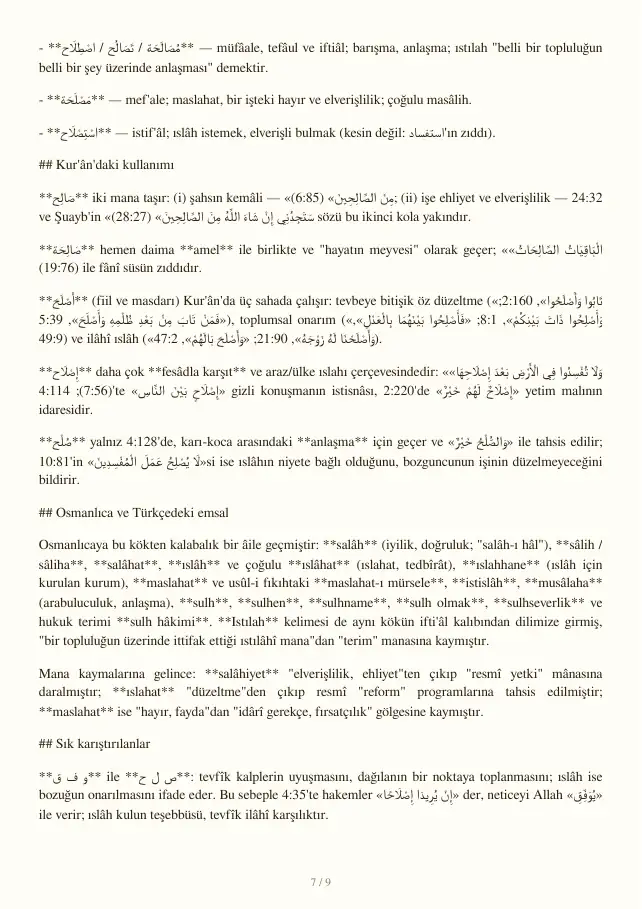 - **مُصَالَحَة / تَصَالُح / اصْطِلَاح** — müfâale, tefâul ve iftiâl; barışma, anlaşma; ıstılah "belli bir topluluğun
belli bir şey üzerinde anlaşması" demektir.
- **مَصْلَحَة** — mef'ale; maslahat, bir işteki hayır ve elverişlilik; çoğulu masâlih.
- **اسْتِصْلَاح** — istif'âl; ıslâh istemek, elverişli bulmak (kesin değil: استفساد'ın zıddı).
## Kur'ân'daki kullanımı
**صَالِح** iki mana taşır: (i) şahsın kemâli — «مِنَ الصَّالِحِينَ» (6:85); (ii) işe ehliyet ve elverişlilik — 24:32
ve Şuayb'in «سَتَجِدُنِي إِنْ شَاءَ اللَّهُ مِنَ الصَّالِحِينَ» (28:27) sözü bu ikinci kola yakındır.
**صَالِحَة** hemen daima **amel** ile birlikte ve "hayatın meyvesi" olarak geçer; «الْبَاقِيَاتُ الصَّالِحَاتُ»
(19:76) ile fânî süsün zıddıdır.
**أَصْلَحَ** (fiil ve masdarı) Kur'ân'da üç sahada çalışır: tevbeye bitişik öz düzeltme («تَابُوا وَأَصْلَحُوا», 2:160;
«فَمَنْ تَابَ مِنْ بَعْدِ ظُلْمِهِ وَأَصْلَحَ», 5:39), toplumsal onarım («وَأَصْلِحُوا ذَاتَ بَيْنِكُمْ», 8:1; «فَأَصْلِحُوا بَيْنَهُمَا بِالْعَدْلِ»,
49:9) ve ilâhî ıslâh («وَأَصْلَحَ بَالَهُمْ», 47:2; «وَأَصْلَحْنَا لَهُ زَوْجَهُ», 21:90).
**إِصْلَاح** daha çok **fesâdla karşıt** ve araz/ülke ıslahı çerçevesindedir: «وَلَا تُفْسِدُوا فِي الْأَرْضِ بَعْدَ إِصْلَاحِهَا»
(7:56); 4:114'te «إِصْلَاحٍ بَيْنَ النَّاسِ» gizli konuşmanın istisnâsı, 2:220'de «إِصْلَاحٌ لَهُمْ خَيْرٌ» yetim malının
idaresidir.
**صُلْح** yalnız 4:128'de, karı-koca arasındaki **anlaşma** için geçer ve «وَالصُّلْحُ خَيْرٌ» ile tahsis edilir;
10:81'in «لَا يُصْلِحُ عَمَلَ الْمُفْسِدِينَ»si ise ıslâhın niyete bağlı olduğunu, bozguncunun işinin düzelmeyeceğini
bildirir.
## Osmanlıca ve Türkçedeki emsal
Osmanlıcaya bu kökten kalabalık bir âile geçmiştir: **salâh** (iyilik, doğruluk; "salâh-ı hâl"), **sâlih /
sâliha**, **salâhat**, **ıslâh** ve çoğulu **ıslâhât** (ıslahat, tedbîrât), **ıslahhane** (ıslâh için
kurulan kurum), **maslahat** ve usûl-i fıkıhtaki **maslahat-ı mürsele**, **istislâh**, **musâlaha**
(arabuluculuk, anlaşma), **sulh**, **sulhen**, **sulhname**, **sulh olmak**, **sulhseverlik** ve
hukuk terimi **sulh hâkimi**. **Istılah** kelimesi de aynı kökün ifti'âl kalıbından dilimize girmiş,
"bir topluluğun üzerinde ittifak ettiği ıstılâhî mana"dan "terim" manasına kaymıştır.
Mana kaymalarına gelince: **salâhiyet** "elverişlilik, ehliyet"ten çıkıp "resmî yetki" mânasına
daralmıştır; **ıslahat** "düzeltme"den çıkıp resmî "reform" programlarına tahsis edilmiştir;
**maslahat** ise "hayır, fayda"dan "idârî gerekçe, fırsatçılık" gölgesine kaymıştır.
## Sık karıştırılanlar
**و ف ق** ile **ص ل ح**: tevfîk kalplerin uyuşmasını, dağılanın bir noktaya toplanmasını; ıslâh ise
bozuğun onarılmasını ifade eder. Bu sebeple 4:35'te hakemler «إِنْ يُرِيدَا إِصْلَاحًا» der, neticeyi Allah «يُوَفِّقِ»
ile verir; ıslâh kulun teşebbüsü, tevfîk ilâhî karşılıktır.
7 / 9